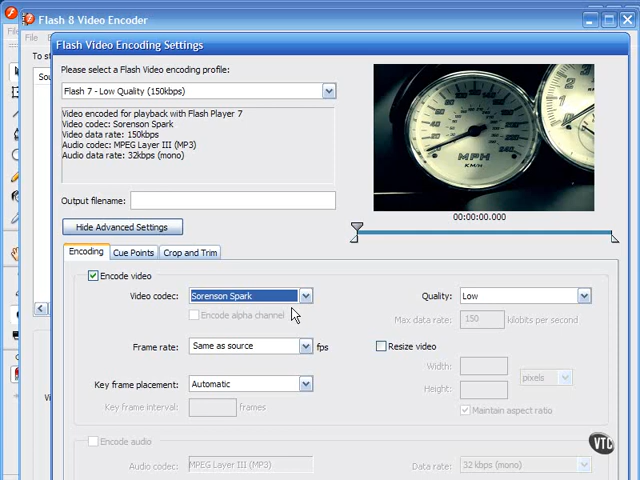 Flash 8 Video Encoder
File
To st
Flash Video Encoding Settings
Please select a Flash Video encoding profile:
Flash 7 - Low Quality (150kbps)
Video encoded for playback with Flash Player 7
Video codec: Sorenson Spark
Video data rate: 150kbps
Audio codec: MPEG Layer III (MP3)
Audio data rate: 32kbps (mono)
Output filename:
MPH
00:00:00.000
Hide Advanced Settings
Encoding Cue Points Crop and Trim
Encode video
Video codec: Sorenson Spark Quality: Low
Encode alpha channel Max data rate: 150 kilobits per second
Frame rate: Same as source fps Resize video
Width:
Key frame placement: Automatic pixels
Height:
Key frame interval: frames Maintain aspect ratio
Encode audio
VTC
Audio codec: MPEG Layer III (MP3) Data rate: 32 kbps (mono)